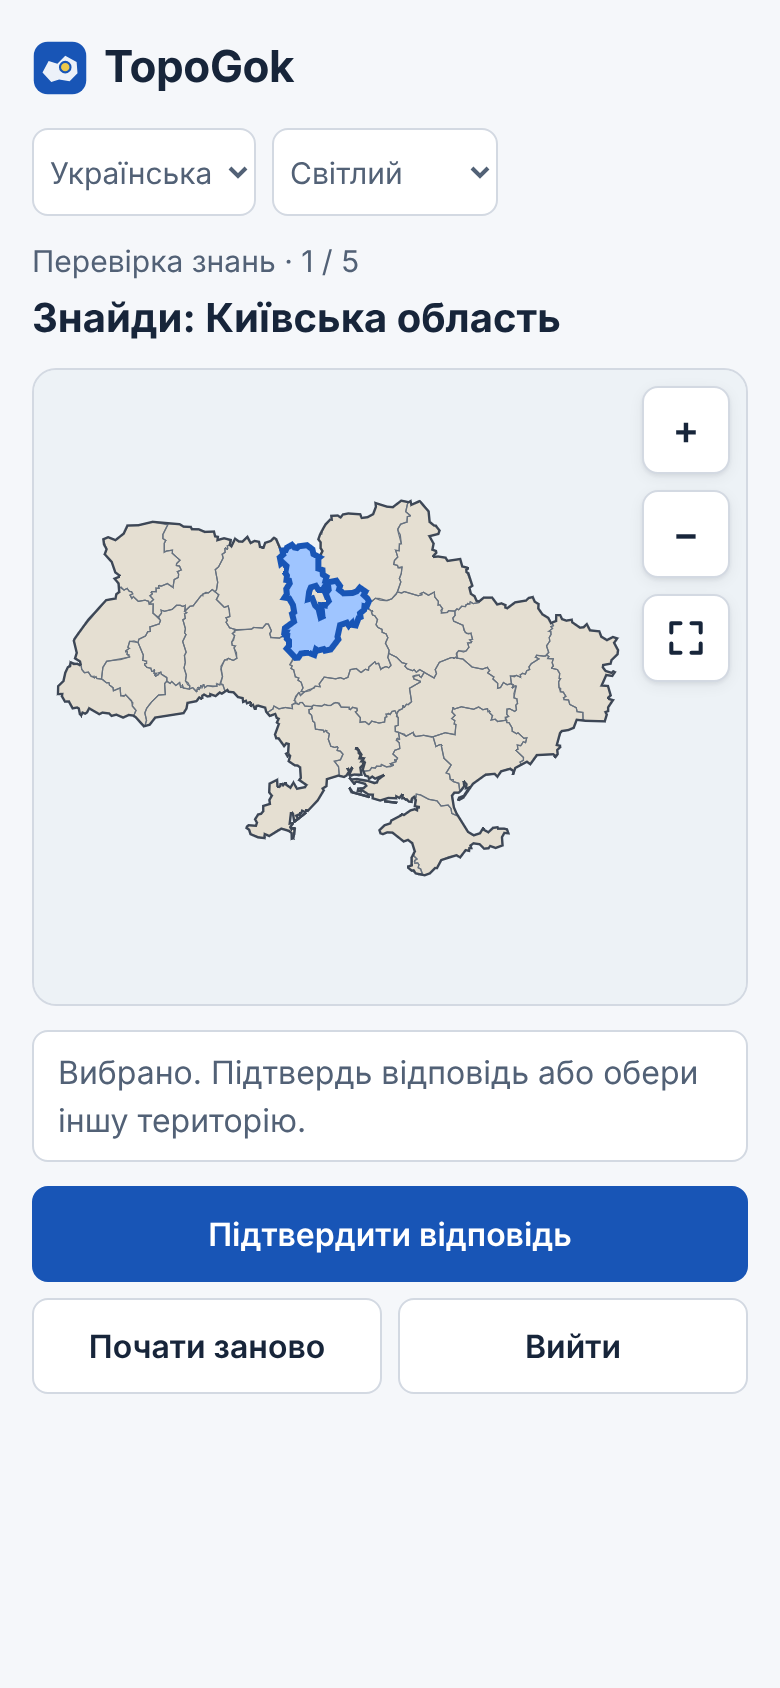 TopoGok
Українська
Світлий
Перевірка знань · 1 / 5
Знайди: Київська область
+
−
Вибрано. Підтвердь відповідь або обери
іншу територію.
Підтвердити відповідь
Почати заново
Вийти